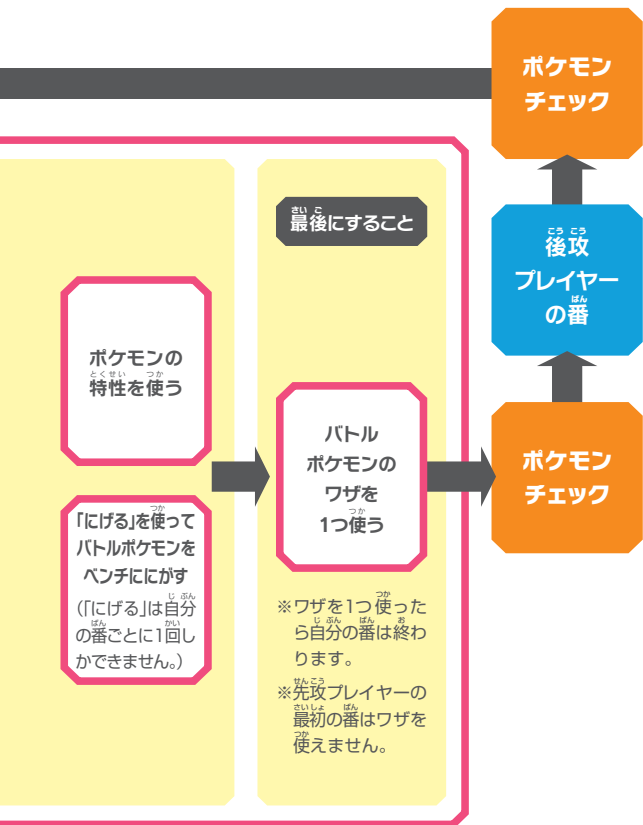 ポケモンの
特性を使う
「にげる」を使って
バトルポケモンを
ベンチににがす
(「にげる」は自分
の番ごとに1回し
かできません。)
最後にすること
バトル
ポケモンの
ワザを
1つ使う
※ワザを1つ使った
ら自分の番は終わ
ります。
※先攻プレイヤーの
最初の番はワザを
使えません。
ポケモン
チェック
後攻
プレイヤー
の番
ポケモン
チェック